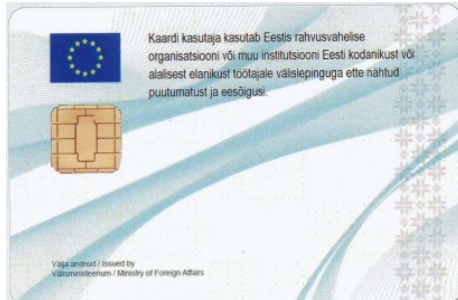 Kaardi kasutaja kasutab Eestis rahvusvahelise
organisatsiooni või muu institutsiooni Eesti kodanikust või
alalisest elanikust töötajale välislepinguga ette nähtud
puutumatust ja eesõigusi.
Välja andnud / Issued by
Välisministeerium / Ministry of Foreign Affairs